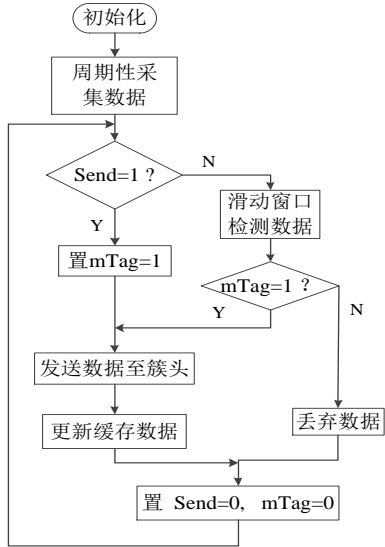 初始化
周期性采
集数据
Send=1 ?
N
滑动窗口
检测数据
Y
置mTag=1
mTag=1 ?
Y
N
发送数据至簇头
更新缓存数据
丢弃数据
置 Send=0, mTag=0